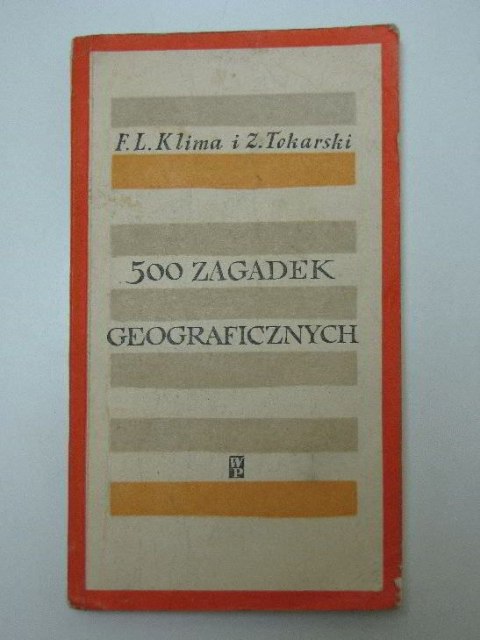 F. L. Klima i Z. Tokarski
500 ZAGADEK
GEOGRAFICZNYCH
WP